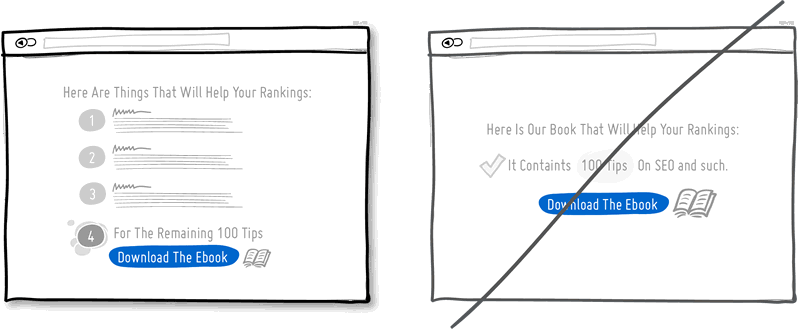 Here Are Things That Will Help Your Rankings:
1
2
3
4
For The Remaining 100 Tips
Download The Ebook
Here Is Our Book That Will Help Your Rankings:
It Containts 100 Tips On SEO and such.
Download The Ebook